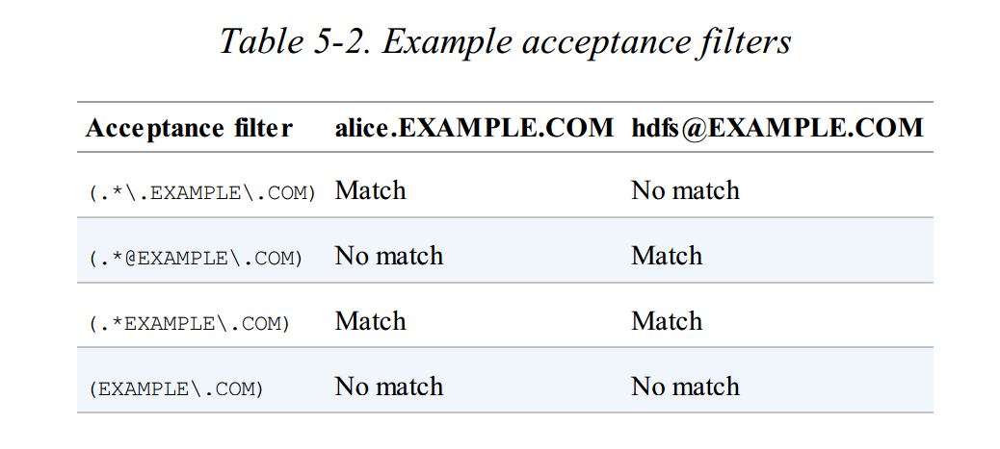 Table 5-2. Example acceptance filters
Acceptance filter alice.EXAMPLE.COM hdfs@EXAMPLE.COM
(.*\.EXAMPLE\.COM) Match No match
(.*@EXAMPLE\.COM) No match Match
(.*EXAMPLE\.COM) Match Match
(EXAMPLE\.COM) No match No match